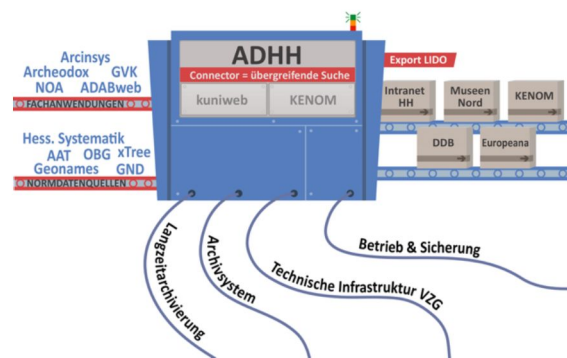 Arcinsys
Archeodox GVK
NOA ADABweb
FACHANWENDUNGEN
Hess. Systematik
AAT OBG xTree
Geonames GND
NORMDATENQUELLEN
ADHH
Connector = übergreifende Suche
kuniweb KENOM
Export LIDO
Intranet HH
Museen Nord
KENOM
DDB
Europeana
Langzeitarchivierung
Archivsystem
Technische Infrastruktur VZG
Betrieb & Sicherung